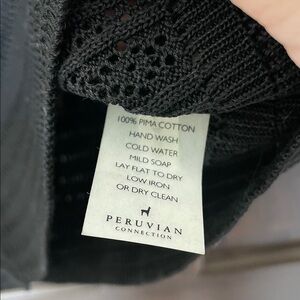 100% PIMA COTTON
HAND WASH
COLD WATER
MILD SOAP
LAY FLAT TO DRY
LOW IRON
OR DRY CLEAN
PERUVIAN
CONNECTION